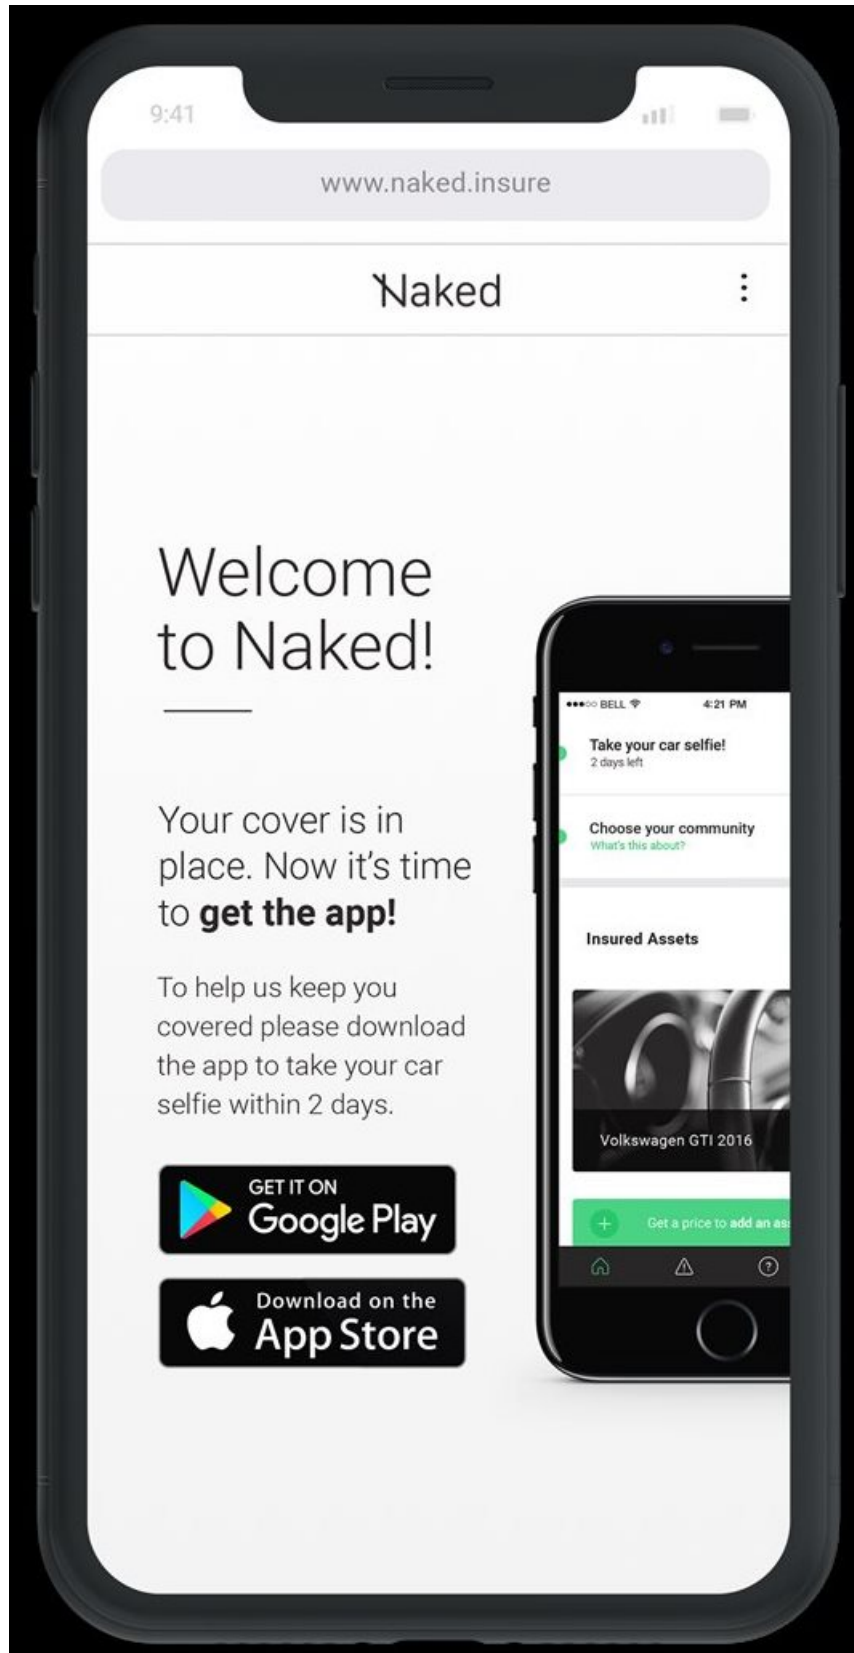 9:41
www.naked.insure
Naked
Welcome
to Naked!
Your cover is in
place. Now it's time
to get the app!
To help us keep you
covered please download
the app to take your car
selfie within 2 days.
GET IT ON
Google Play
Download on the
App Store
BELL 4:21 PM
Take your car selfie!
2 days left
Choose your community
What's this about?
Insured Assets
Volkswagen GTI 2016
Get a price to add an as